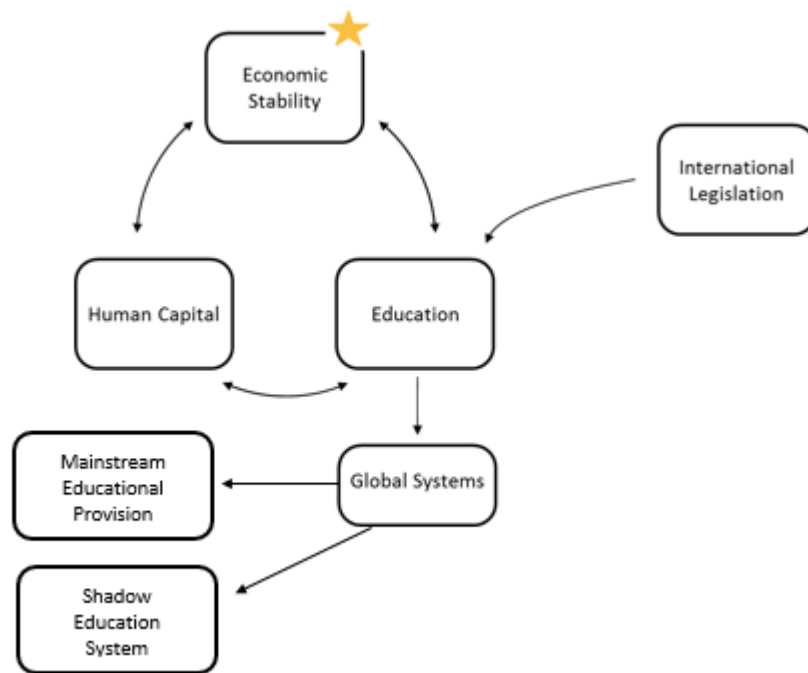 Economic
Stability
International
Legislation
Human Capital
Education
Mainstream
Educational
Provision
Global Systems
Shadow
Education
System